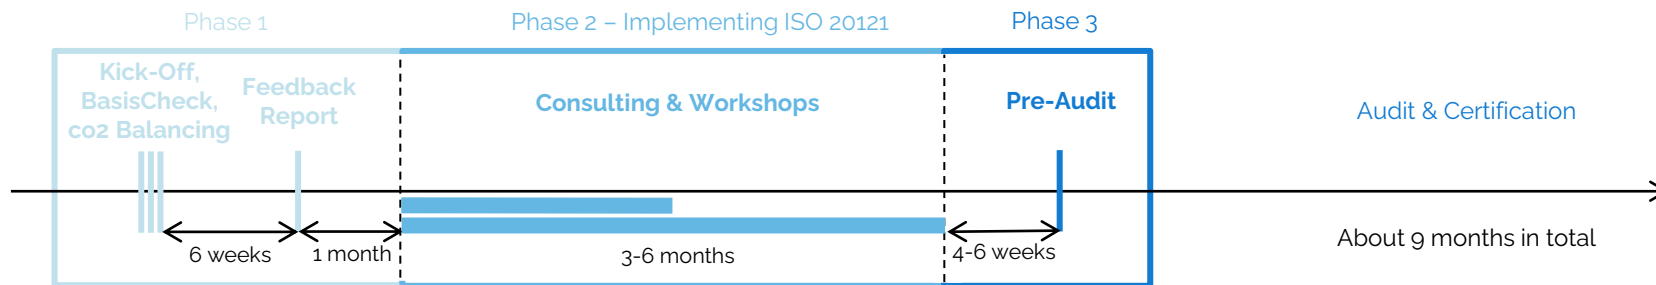 Phase 1
Phase 2 – Implementing ISO 20121
Phase 3
Kick-Off,
BasisCheck,
co2 Balancing
Feedback
Report
Consulting & Workshops
Pre-Audit
Audit & Certification
6 weeks
1 month
3-6 months
4-6 weeks
About 9 months in total